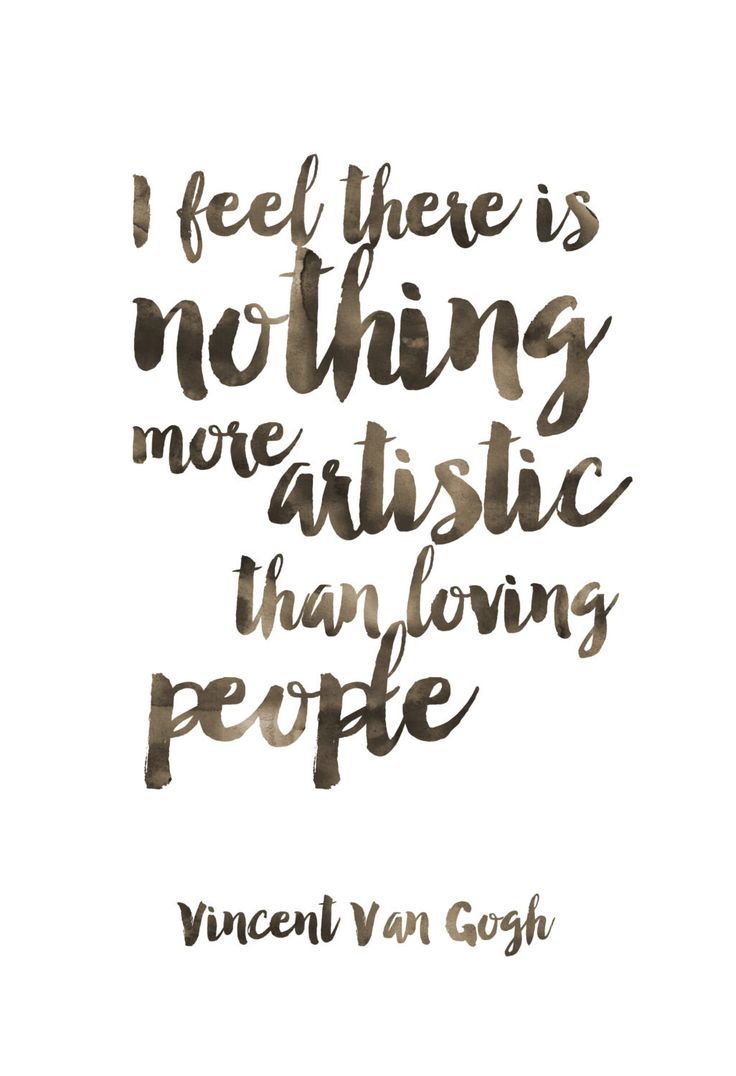 I feel there is
nothing
more artistic
than loving
people
Vincent Van Gogh